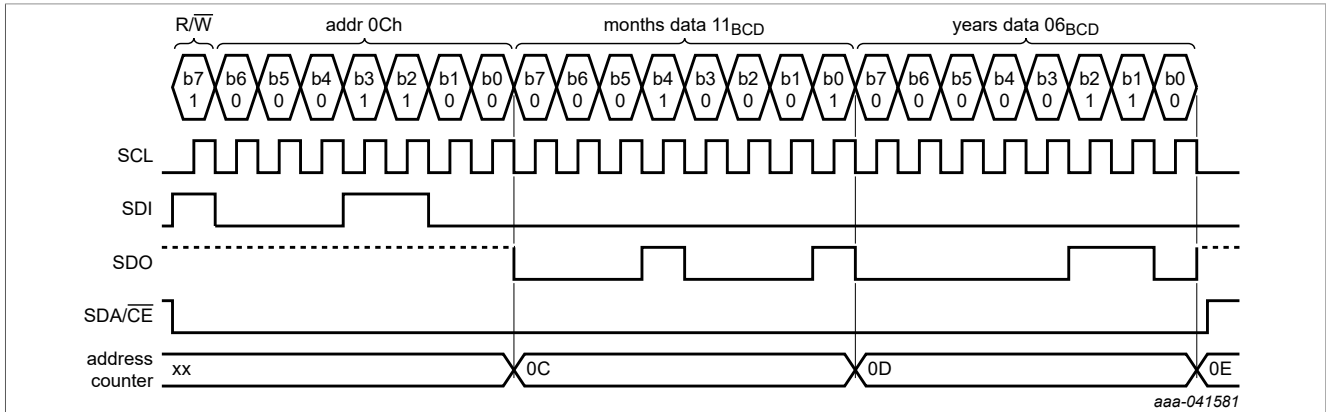 R/W addr 0Ch months data 11BCD years data 06BCD
b7 b6 b5 b4 b3 b2 b1 b0 b7 b6 b5 b4 b3 b2 b1 b0 b7 b6 b5 b4 b3 b2 b1 b0
1 0 0 0 1 1 0 0 0 0 0 1 0 0 0 1 0 0 0 0 0 1 1 0
SCL
SDI
SDO
SDA/CE
address
counter
xx 0C 0D 0E
aaa-041581